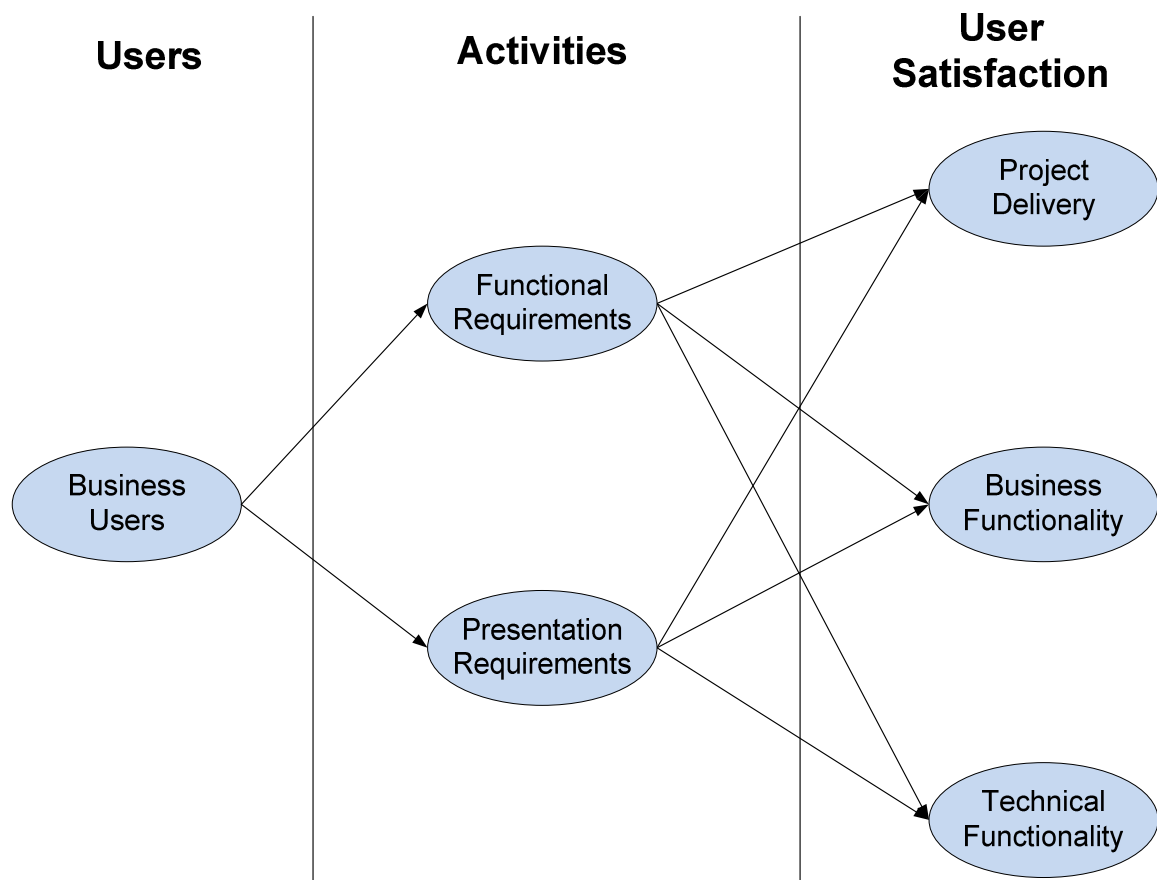 Users
Activities
User
Satisfaction
Project
Delivery
Functional
Requirements
Business
Users
Business
Functionality
Presentation
Requirements
Technical
Functionality